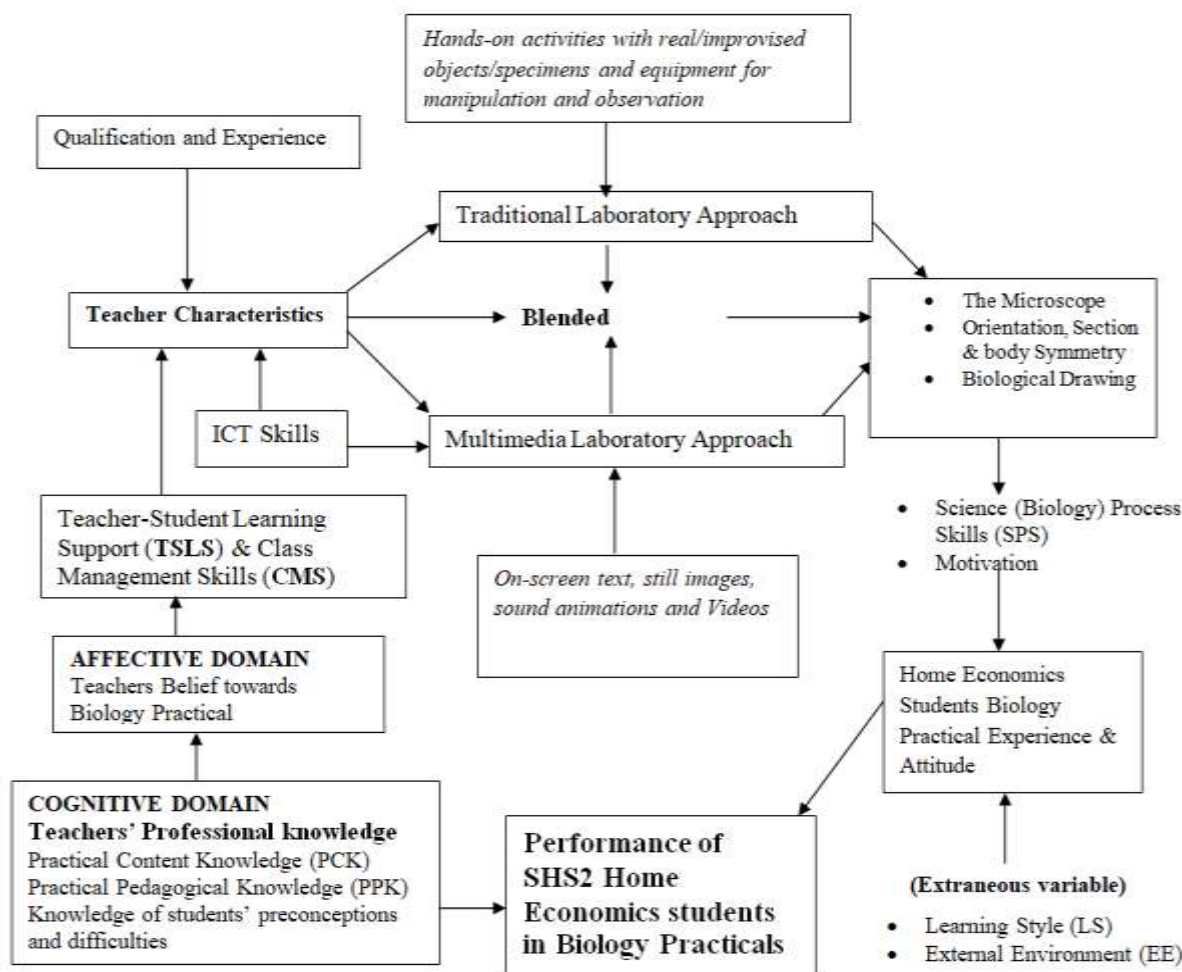 Hands-on activities with real/improvised
objects/specimens and equipment for
manipulation and observation
Qualification and Experience
Traditional Laboratory Approach
Teacher Characteristics
Blended
• The Microscope
• Orientation, Section
& body Symmetry
• Biological Drawing
ICT Skills
Multimedia Laboratory Approach
Teacher-Student Learning
Support (TSLS) & Class
Management Skills (CMS)
On-screen text, still images,
sound animations and Videos
• Science (Biology) Process
Skills (SPS)
• Motivation
AFFECTIVE DOMAIN
Teachers Belief towards
Biology Practical
Home Economics
Students Biology
Practical Experience &
Attitude
COGNITIVE DOMAIN
Teachers' Professional knowledge
Practical Content Knowledge (PCK)
Practical Pedagogical Knowledge (PPK)
Knowledge of students' preconceptions
and difficulties
Performance of
SHS2 Home
Economics students
in Biology Practicals
(Extraneous variable)
• Learning Style (LS)
• External Environment (EE)